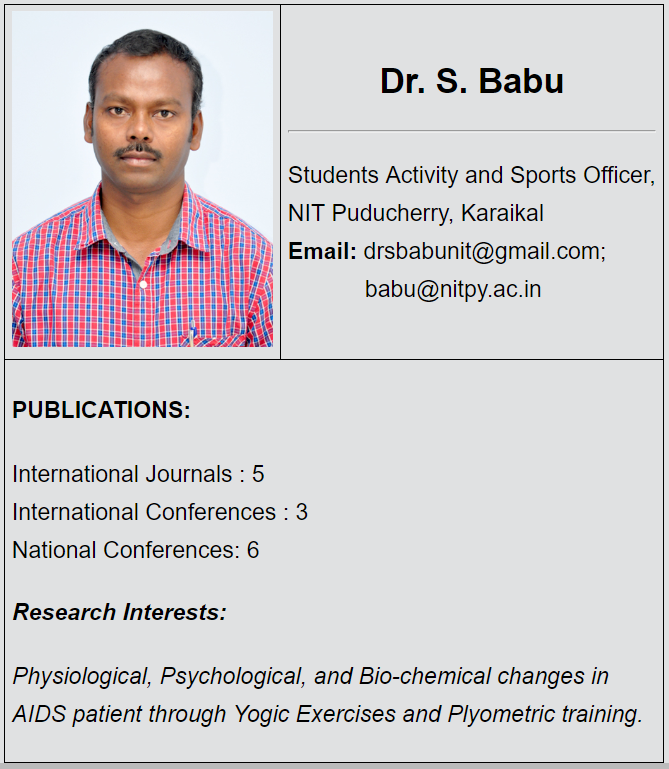 Dr. S. Babu
Students Activity and Sports Officer,
NIT Puducherry, Karaikal
Email: drsbabunit@gmail.com;
babu@nitpy.ac.in
PUBLICATIONS:
International Journals : 5
International Conferences : 3
National Conferences: 6
Research Interests:
Physiological, Psychological, and Bio-chemical changes in
AIDS patient through Yogic Exercises and Plyometric training.